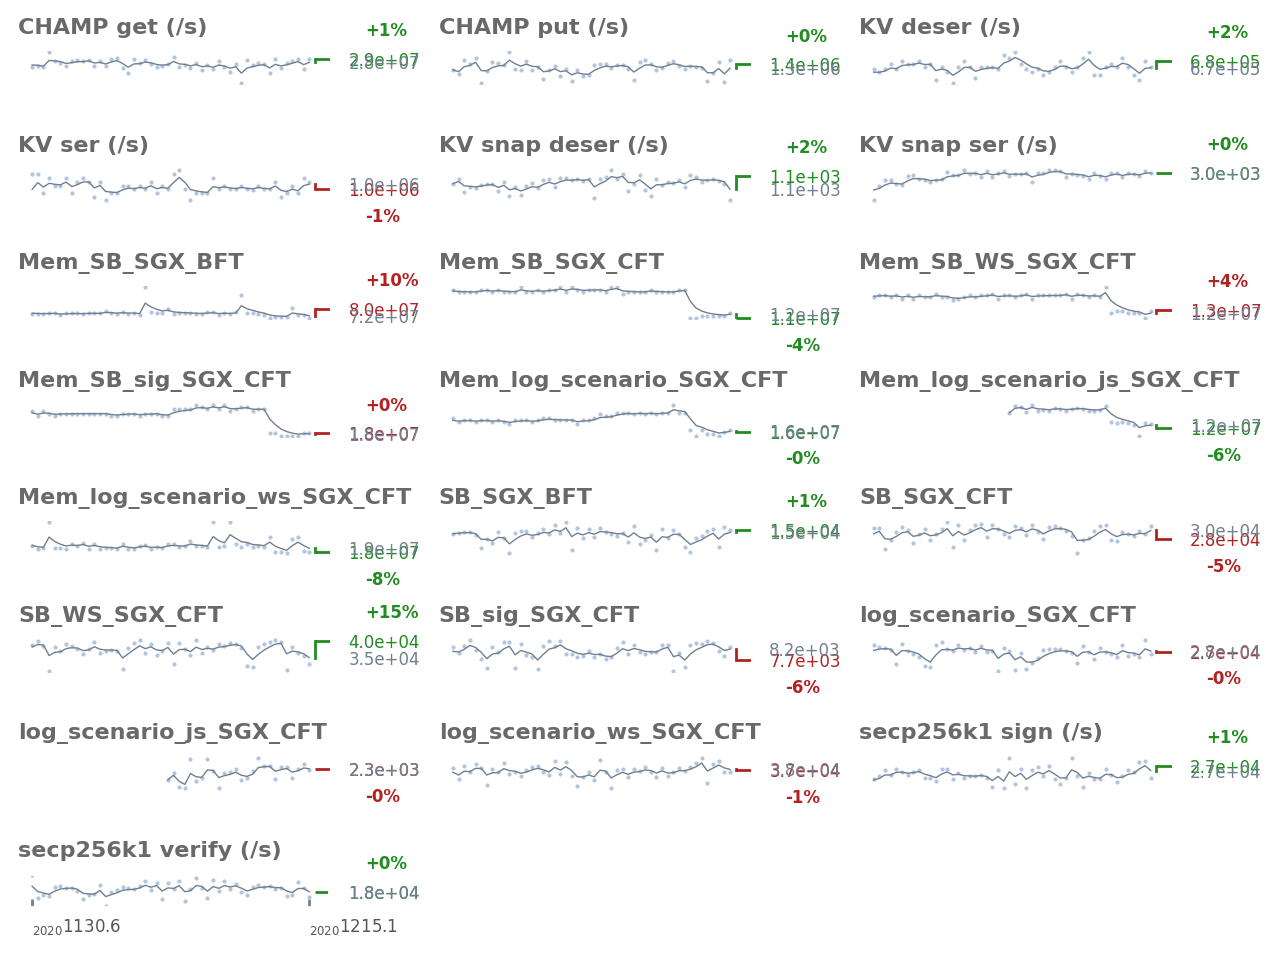 CHAMP get (/s)
+1%
2.9e+07
2.8e+07
CHAMP put (/s)
+0%
1.4e+06
1.3e+06
KV deser (/s)
+2%
6.8e+05
6.7e+05
KV ser (/s)
1.0e+06
1.0e+06
-1%
KV snap deser (/s)
+2%
1.1e+03
1.1e+03
KV snap ser (/s)
+0%
3.0e+03
Mem_SB_SGX_BFT
+10%
8.0e+07
7.2e+07
Mem_SB_SGX_CFT
1.2e+07
1.1e+07
-4%
Mem_SB_WS_SGX_CFT
+4%
1.3e+07
1.2e+07
Mem_SB_sig_SGX_CFT
+0%
1.8e+07
1.8e+07
Mem_log_scenario_SGX_CFT
1.6e+07
1.6e+07
-0%
Mem_log_scenario_js_SGX_CFT
1.2e+07
1.2e+07
-6%
Mem_log_scenario_ws_SGX_CFT
1.9e+07
1.8e+07
-8%
SB_SGX_BFT
+1%
1.5e+04
1.5e+04
SB_SGX_CFT
3.0e+04
2.8e+04
-5%
SB_WS_SGX_CFT
+15%
4.0e+04
3.5e+04
SB_sig_SGX_CFT
8.2e+03
7.7e+03
-6%
log_scenario_SGX_CFT
2.8e+04
2.7e+04
-0%
log_scenario_js_SGX_CFT
2.3e+03
-0%
log_scenario_ws_SGX_CFT
3.8e+04
3.7e+04
-1%
secp256k1 sign (/s)
+1%
2.7e+04
2.7e+04
secp256k1 verify (/s)
+0%
1.8e+04
2020 1130.6
2020 1215.1